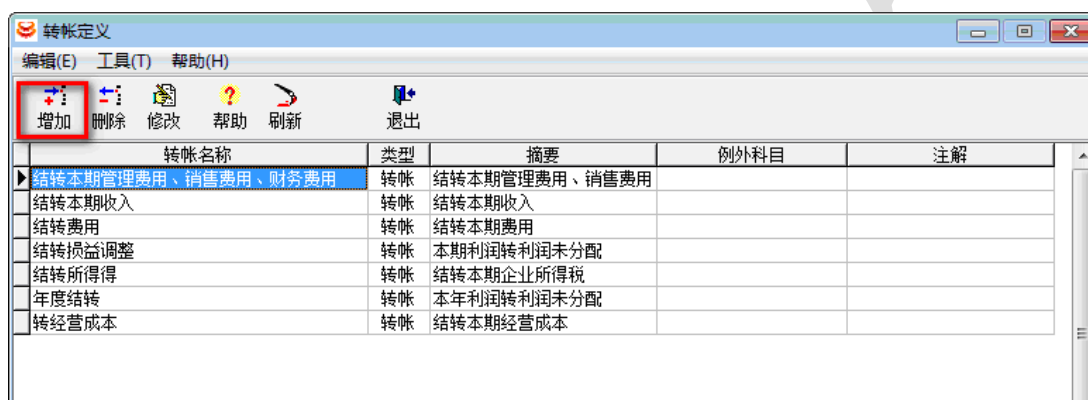 转帐定义
编辑(E) 工具(T) 帮助(H)
增加 删除 修改 帮助 刷新 退出
转帐名称 类型 摘要 例外科目 注解
结转本期管理费用、销售费用、财务费用 转帐 结转本期管理费用、销售费用
结转本期收入 转帐 结转本期收入
结转费用 转帐 结转本期费用
结转损益调整 转帐 本期利润转利润未分配
结转所得得 转帐 结转本期企业所得税
年度结转 转帐 本年利润转利润未分配
转经营成本 转帐 结转本期经营成本